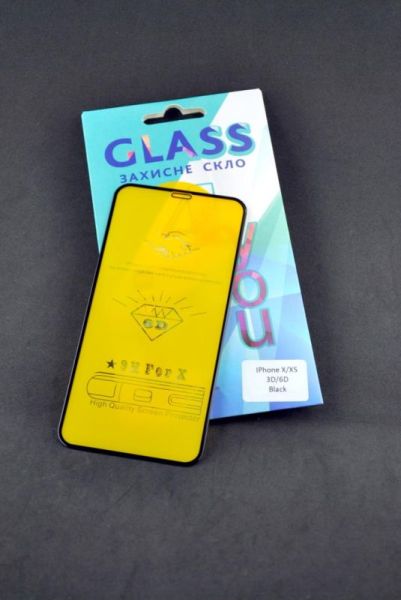 GLASS
ЗАХИСНЕ СКЛО
you
IPhone X/XS
3D/6D
Black
6D
★9H For X
High Quality Screen Protector